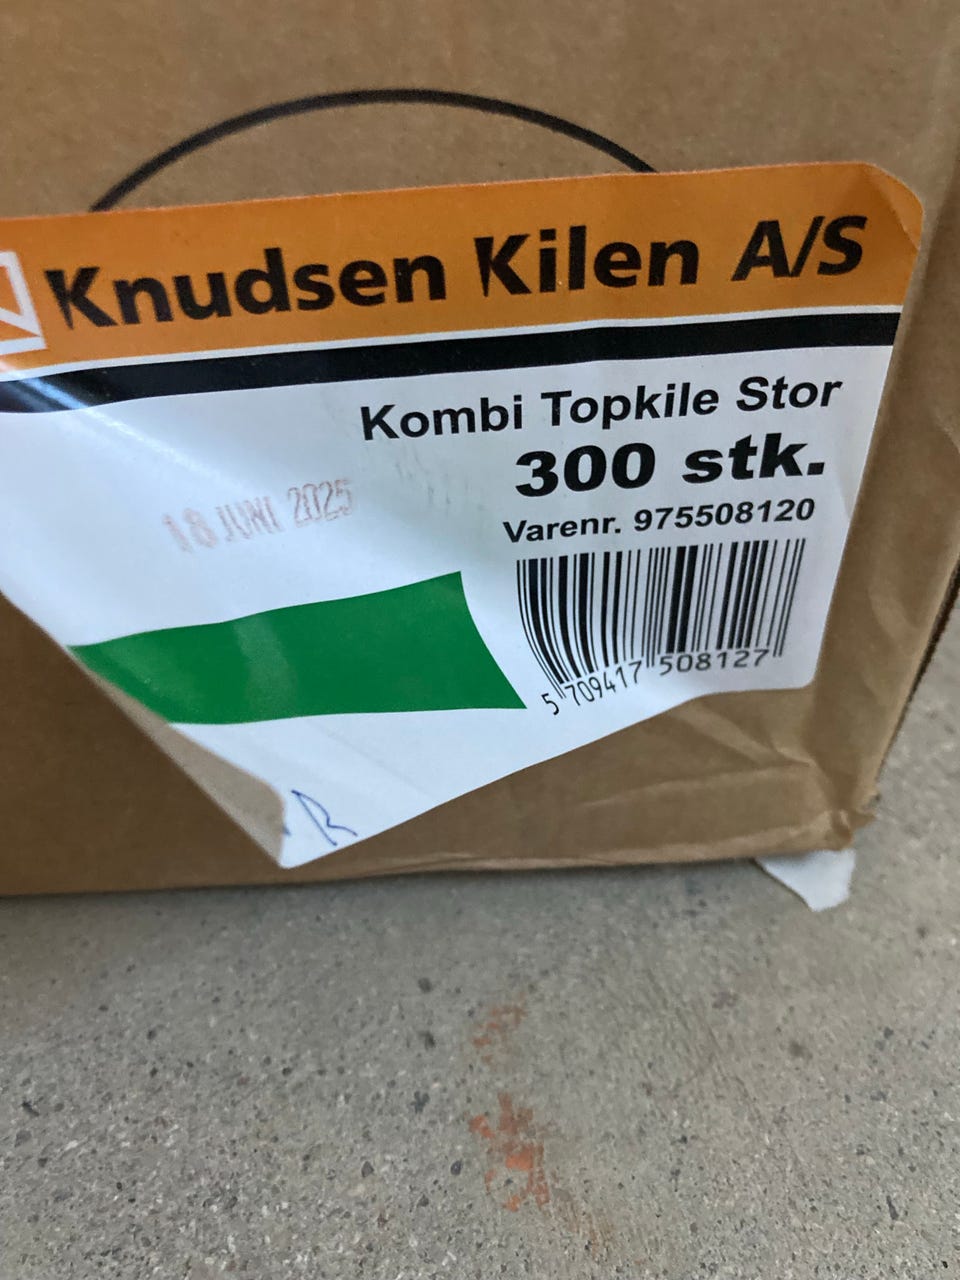 Knudsen Kilen A/S
Kombi Topkile Stor
300 stk.
18 JUNI 2025
Varenr. 975508120
5 709417 508127
R